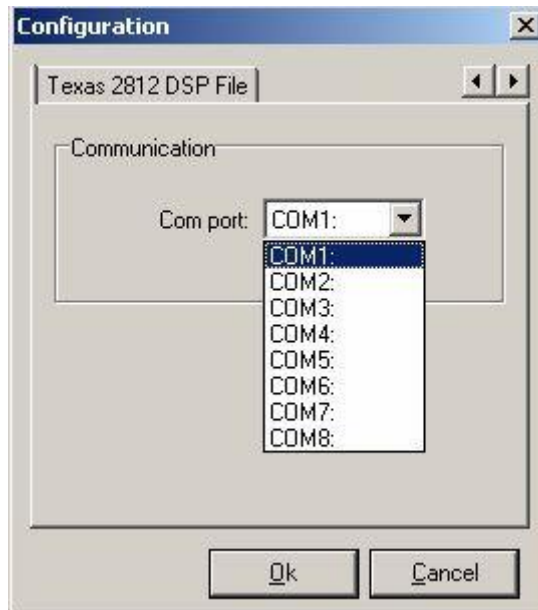 Configuration
Texas 2812 DSP File
Communication
Com port: COM1:
COM1:
COM2:
COM3:
COM4:
COM5:
COM6:
COM7:
COM8:
Ok Cancel